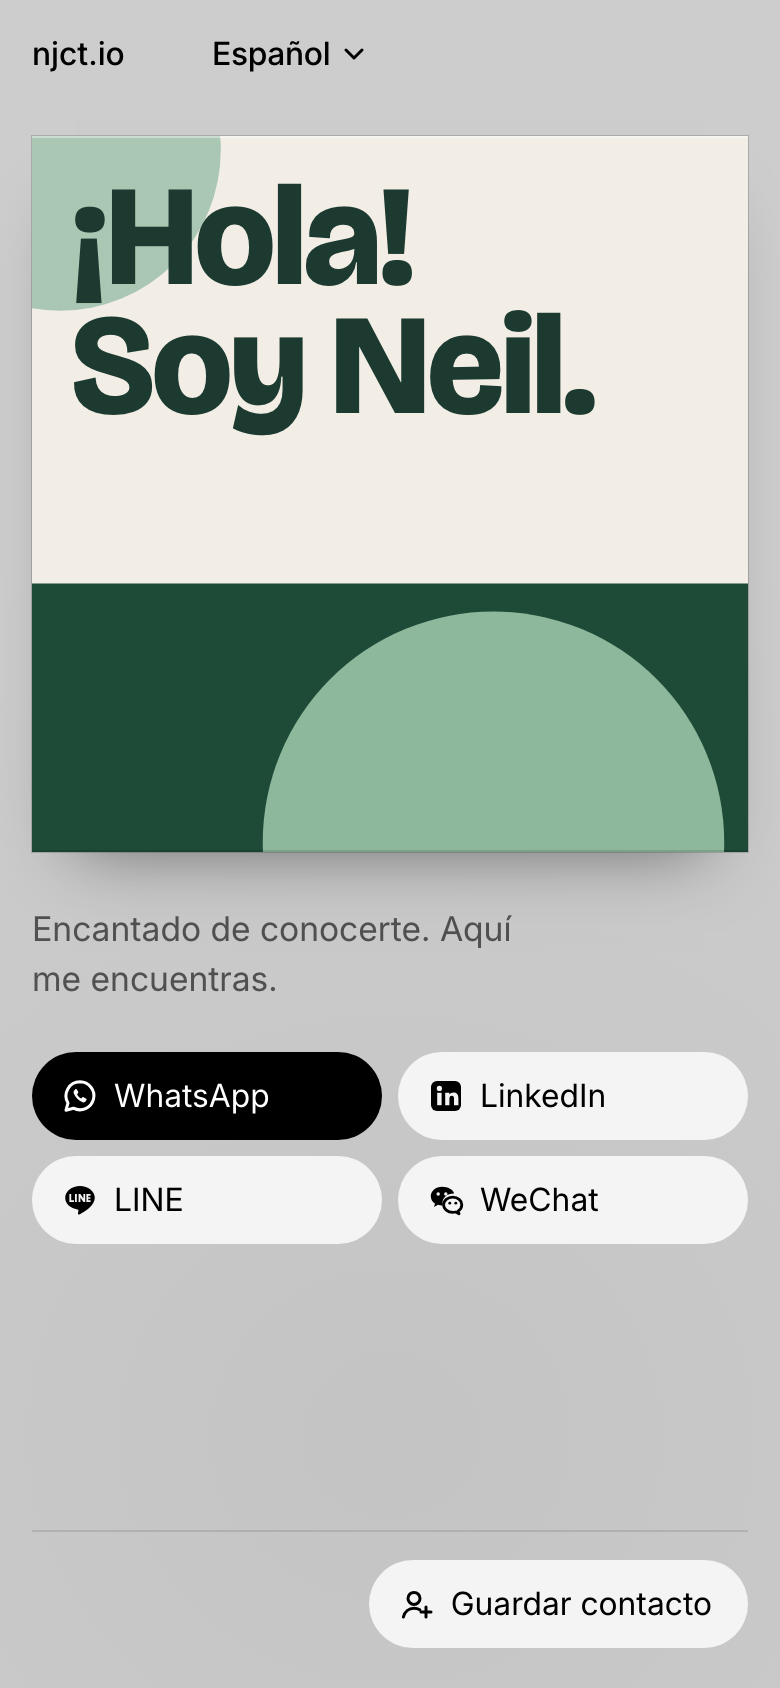 njct.io
Español
¡Hola!
Soy Neil.
Encantado de conocerte. Aquí
me encuentras.
WhatsApp
LinkedIn
LINE
WeChat
Guardar contacto